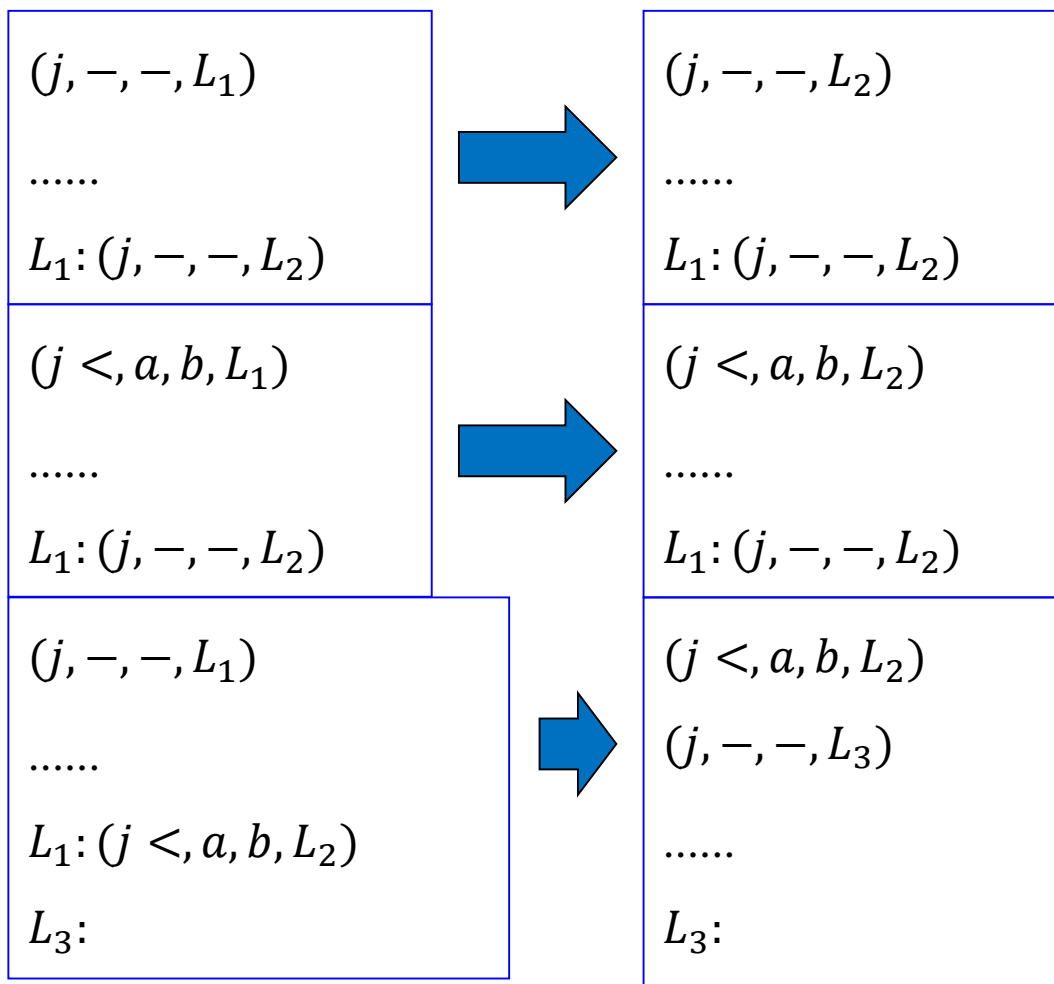 (j, −, −, L₁)
......
L₁: (j, −, −, L₂)
(j, −, −, L₂)
......
L₁: (j, −, −, L₂)
(j <, a, b, L₁)
......
L₁: (j, −, −, L₂)
(j <, a, b, L₂)
......
L₁: (j, −, −, L₂)
(j, −, −, L₁)
......
L₁: (j <, a, b, L₂)
L₃:
(j <, a, b, L₂)
(j, −, −, L₃)
......
L₃: